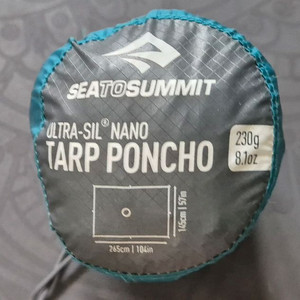 SEATOSUMMIT
ULTRA-SIL® NANO
TARP PONCHO
230g
8.1oz
145cm | 57in
265cm | 104in